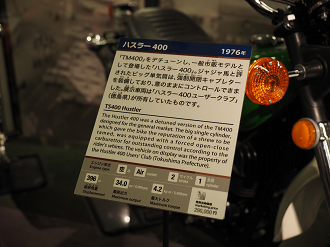 ハスラー400 1976年
「TM400」をデチューンし、一般市販モデルと
して登場した「ハスラー400」。ジャジャ馬と評
されたビッグ単気筒は、強制開閉キャブレター
を装備しており、意のままにコントロールできま
した。展示車両は「ハスラー400ユーザークラブ」
（徳島県）が所有していたものです。
TS400 Hustler
The Hustler 400 was a detuned version of the TM400
designed for the general market. The big single cylinder,
which gave the bike the reputation of a shrew to be
tamed, was equipped with a forced open-close
carburetor for outstanding control according to the
rider's wishes. The vehicle on display was the property of
the Hustler 400 Users' Club (Tokushima Prefecture).
396 空 Air 2 1
34.0 4.2